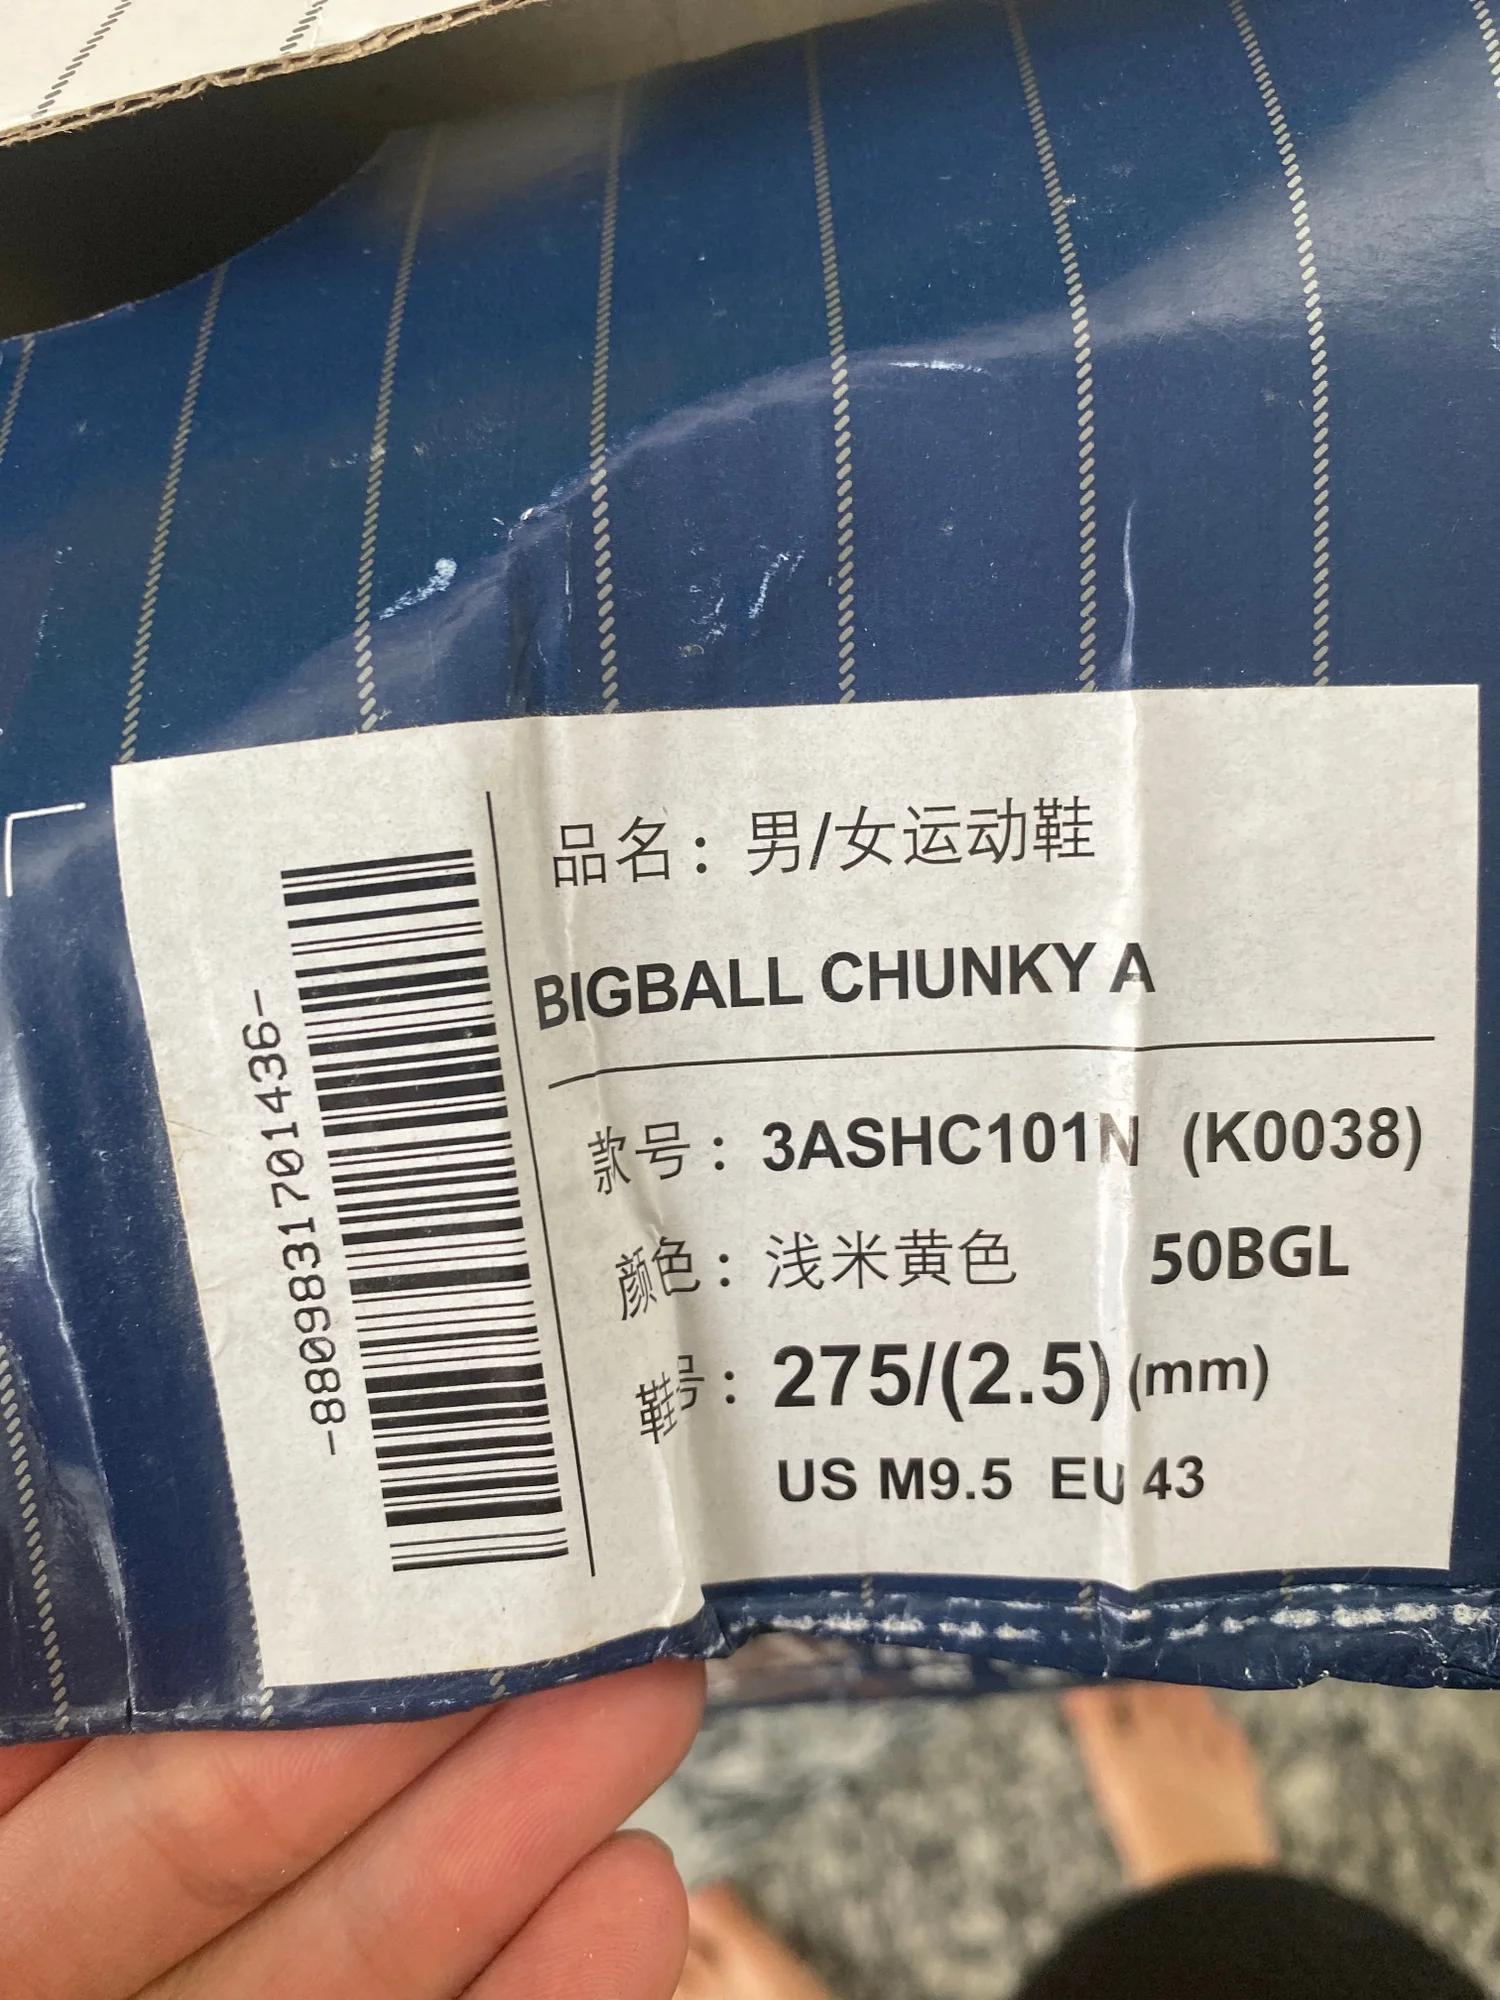 品名：男/女运动鞋
BIGBALL CHUNKY A
款号：3ASHC101N (K0038)
颜色：浅米黄色 50BGL
鞋号：275/(2.5)(mm)
US M9.5 EU 43
-8809831701436-